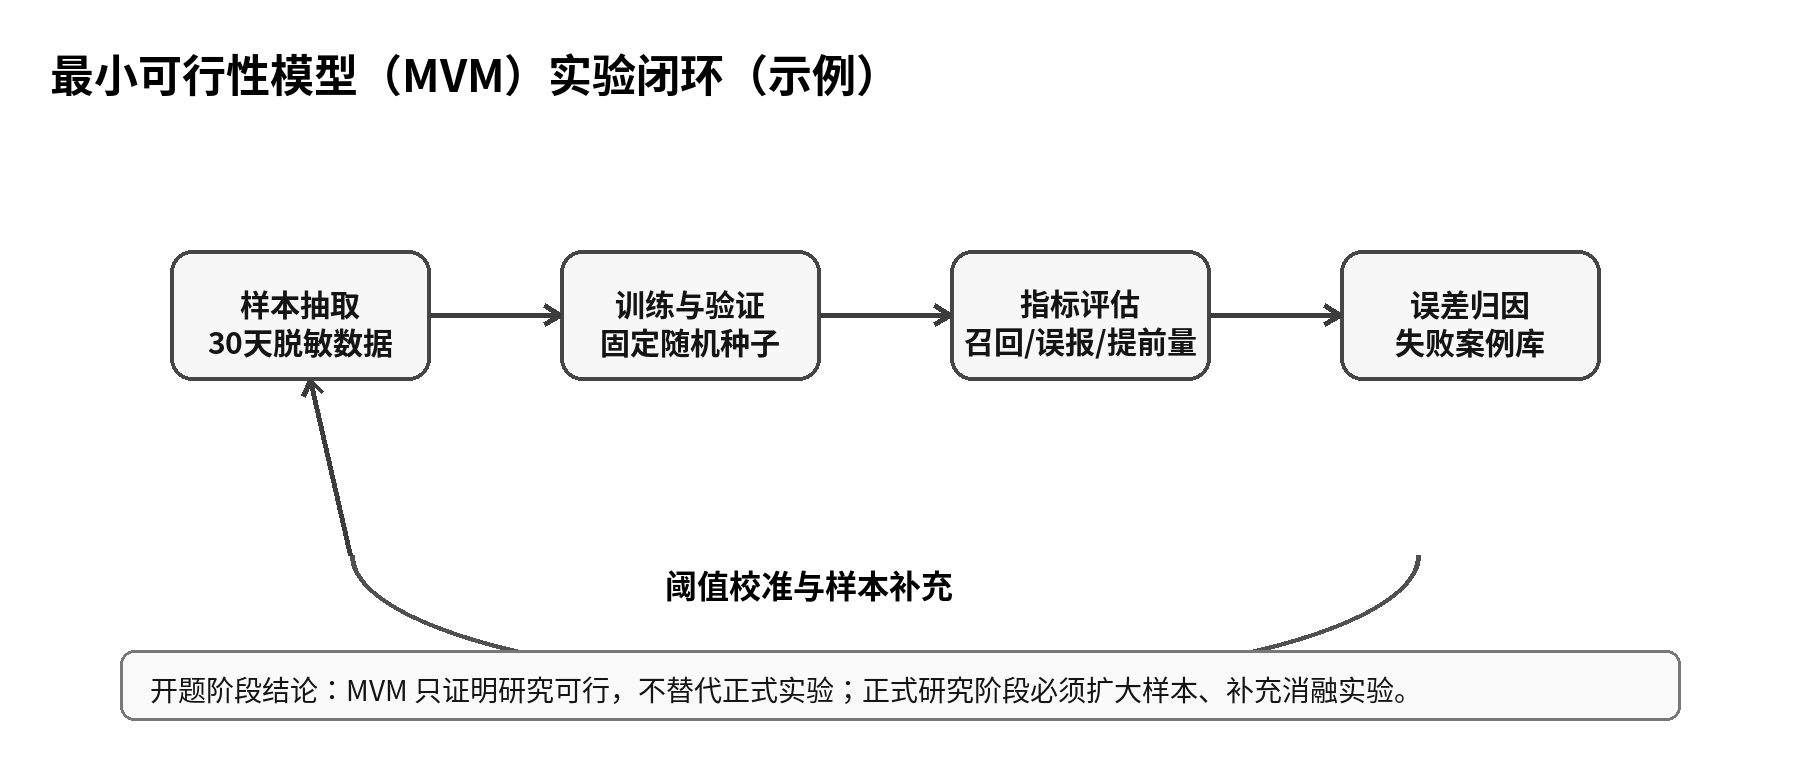 最小可行性模型（MVM）实验闭环（示例）
样本抽取
30天脱敏数据
训练与验证
固定随机种子
指标评估
召回/误报/提前量
误差归因
失败案例库
阈值校准与样本补充
开题阶段结论：MVM 只证明研究可行，不替代正式实验；正式研究阶段必须扩大样本、补充消融实验。